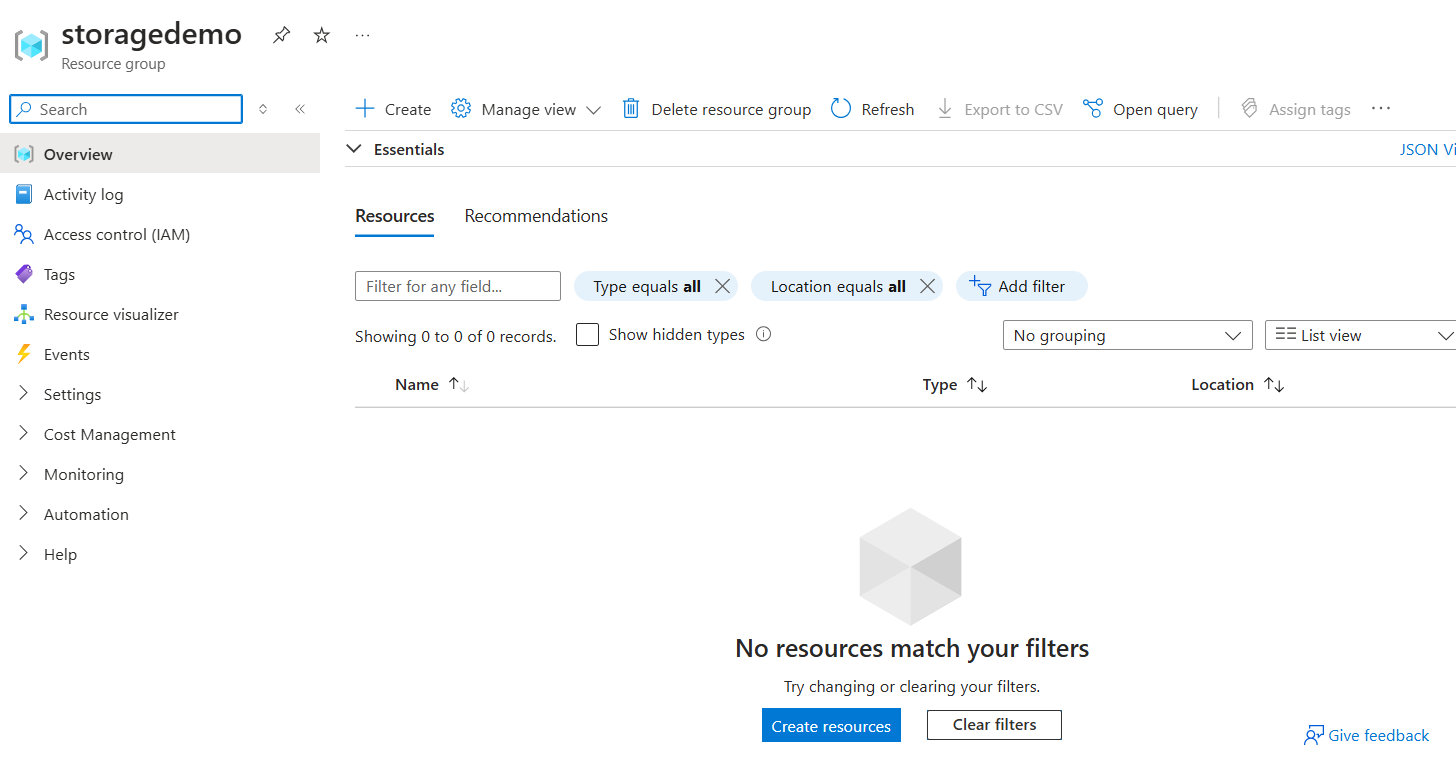 storagedemo
...
Resource group
Search
Create
Manage view
Delete resource group
Refresh
Export to CSV
Open query
Assign tags
...
Overview
Activity log
Access control (IAM)
Tags
Resource visualizer
Events
Settings
Cost Management
Monitoring
Automation
Help
Essentials
JSON Vi
Resources Recommendations
Filter for any field...
Type equals all
Location equals all
Add filter
Showing 0 to 0 of 0 records.
Show hidden types
No grouping
List view
Name Type Location
No resources match your filters
Try changing or clearing your filters.
Create resources
Clear filters
Give feedback